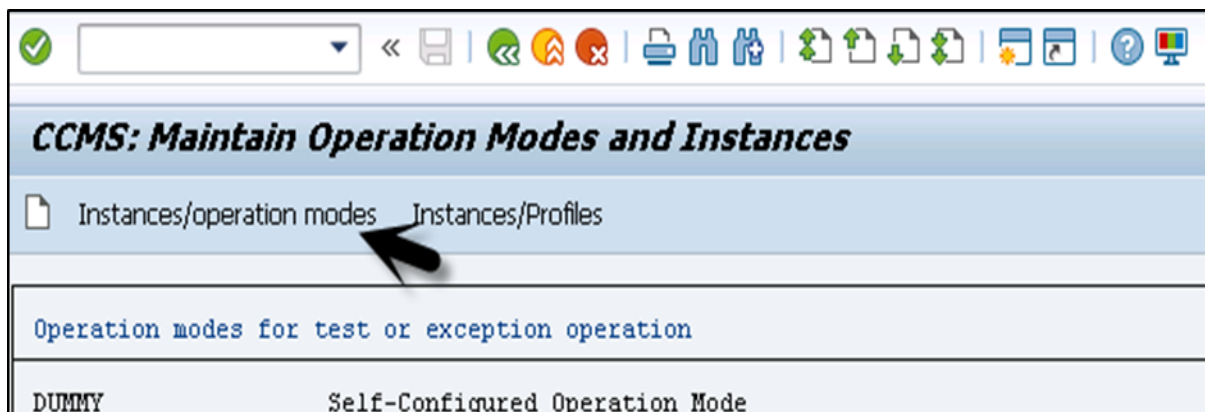 CCMS: Maintain Operation Modes and Instances
Instances/operation modes Instances/Profiles
Operation modes for test or exception operation
DUMMY Self-Configured Operation Mode